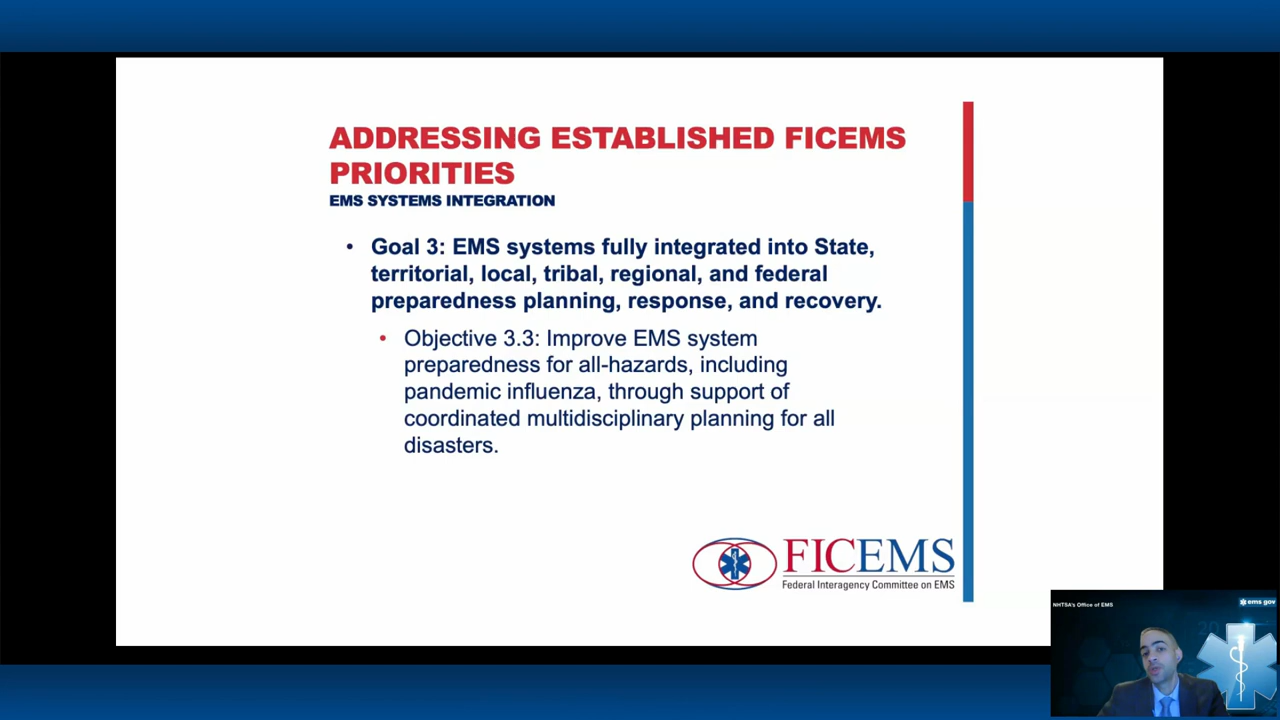 ADDRESSING ESTABLISHED FICEMS
PRIORITIES
EMS SYSTEMS INTEGRATION
• Goal 3: EMS systems fully integrated into State,
territorial, local, tribal, regional, and federal
preparedness planning, response, and recovery.
• Objective 3.3: Improve EMS system
preparedness for all-hazards, including
pandemic influenza, through support of
coordinated multidisciplinary planning for all
disasters.
FICEMS
Federal Interagency Committee on EMS
NHTSA's Office of EMS
ems gov